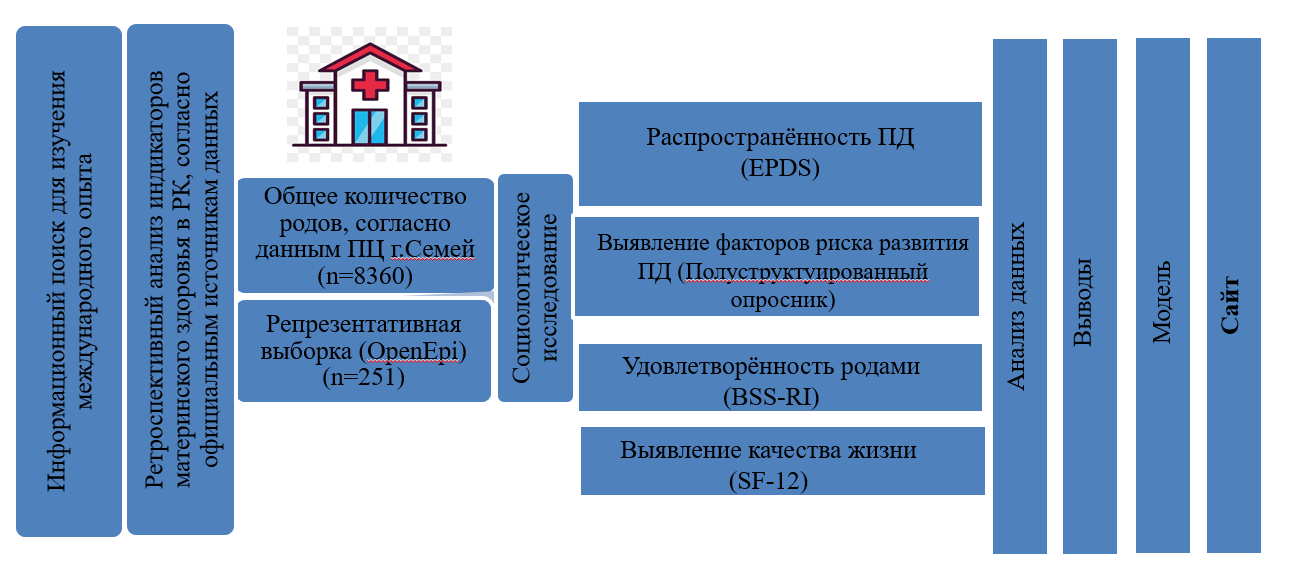 Информационный поиск для изучения
международного опыта
Ретроспективный анализ индикаторов
материнского здоровья в РК, согласно
официальным источникам данных
Общее количество
родов, согласно
данным ПЦ г.Семей
(n=8360)
Репрезентативная
выборка (OpenEpi)
(n=251)
Социологическое
исследование
Распространённость ПД
(EPDS)
Выявление факторов риска развития
ПД (Полуструктуированный
опросник)
Удовлетворённость родами
(BSS-RI)
Выявление качества жизни
(SF-12)
Анализ данных
Выводы
Модель
Сайт